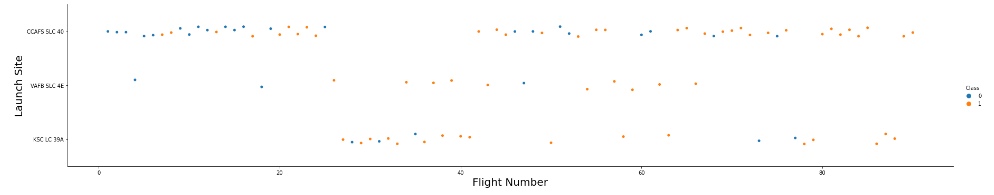 CCAFS SLC 40
VAFB SLC 4E
KSC LC 39A
Launch Site
0 20 40 60 80
Flight Number
Class
0
1